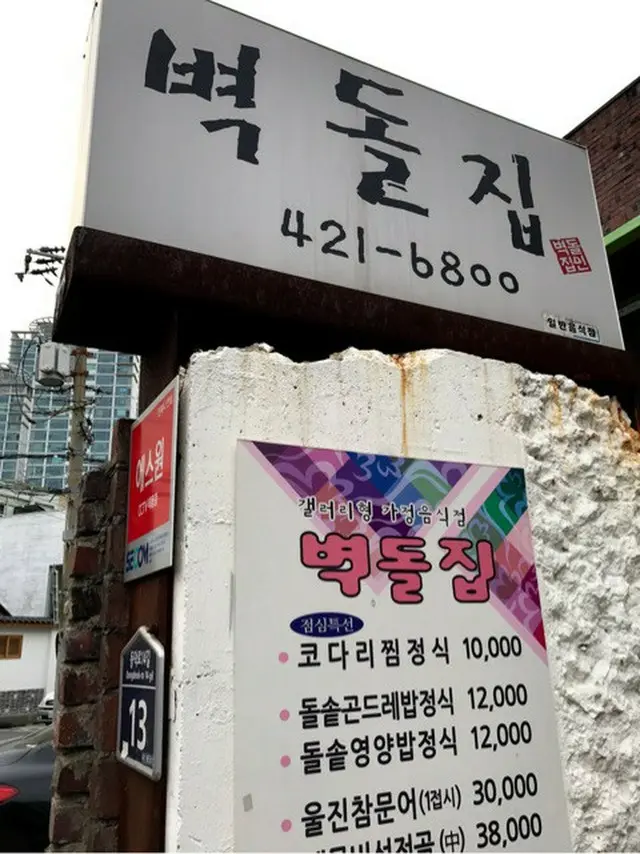 벽돌집
421-6800
벽돌
집인
일반음식점
에스원
SECOM
갤러리형 가정음식점
벽돌집
점심특선
코다리찜정식 10,000
돌솥곤드레밥정식 12,000
돌솥영양밥정식 12,000
울진참문어(1접시) 30,000
(中) 38,000
13